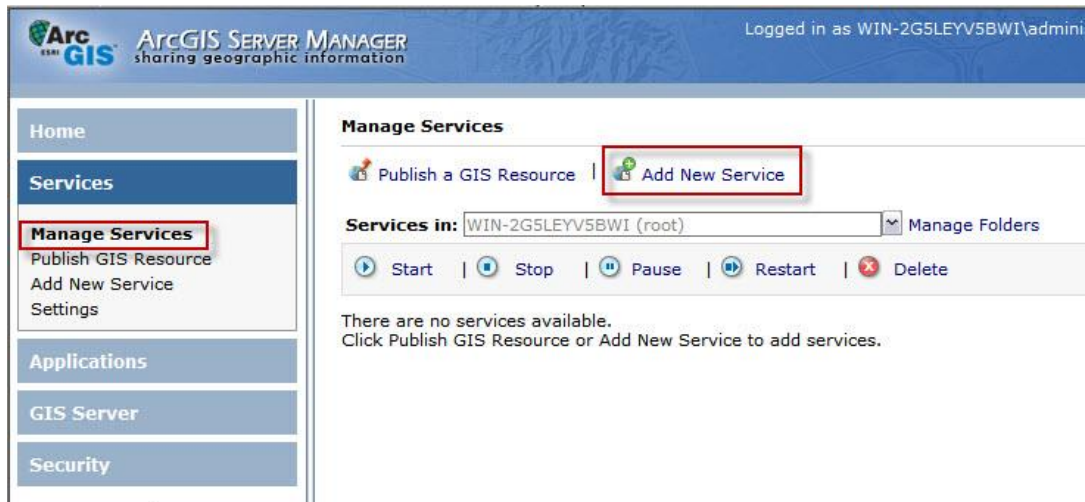 Arc
ESRI GIS
ArcGIS Server Manager
sharing geographic information
Logged in as WIN-2G5LEYV5BWI\adminis
Home
Services
Manage Services
Publish GIS Resource
Add New Service
Settings
Applications
GIS Server
Security
Manage Services
Publish a GIS Resource | Add New Service
Services in: WIN-2G5LEYV5BWI (root) Manage Folders
Start | Stop | Pause | Restart | Delete
There are no services available.
Click Publish GIS Resource or Add New Service to add services.